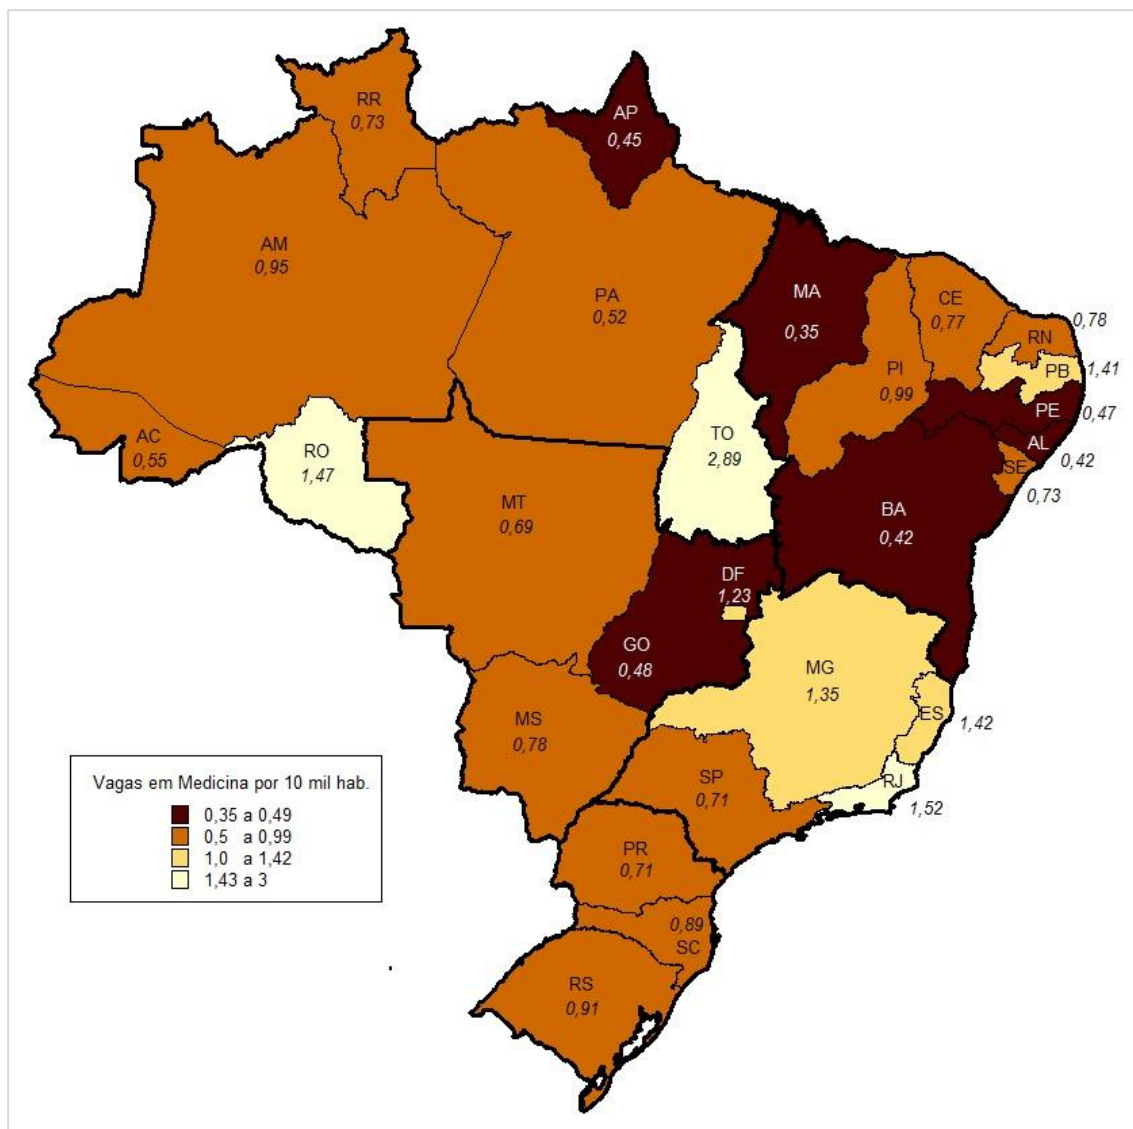 RR
0,73
AP
0,45
AM
0,95
PA
0,52
MA
0,35
CE
0,77
RN
0,78
PI
0,99
PB
1,41
PE
0,47
AC
0,55
RO
1,47
TO
2,89
AL
0,42
SE
0,73
MT
0,69
BA
0,42
DF
1,23
GO
0,48
MG
1,35
ES
1,42
MS
0,78
SP
0,71
RJ
1,52
PR
0,71
0,89
SC
RS
0,91
Vagas em Medicina por 10 mil hab.
0,35 a 0,49
0,5 a 0,99
1,0 a 1,42
1,43 a 3